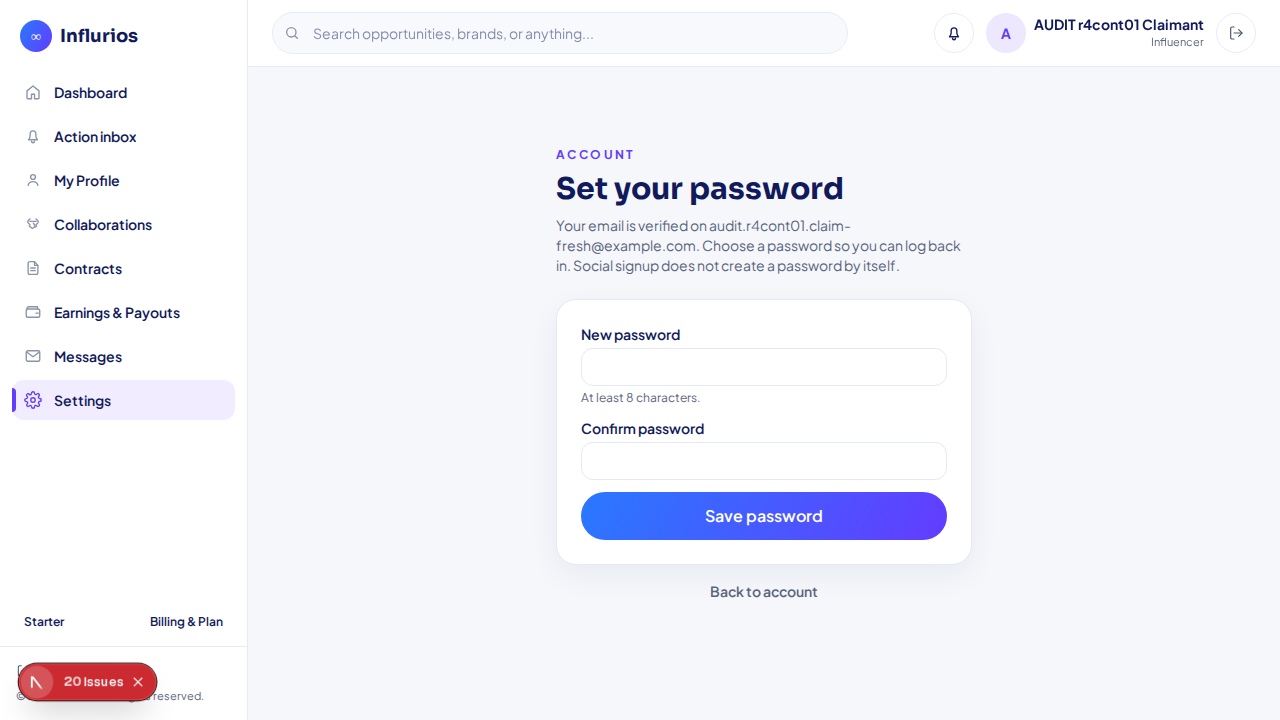 ∞ Influrios
Search opportunities, brands, or anything...
A
AUDIT r4cont01 Claimant
Influencer
Dashboard
Action inbox
My Profile
Collaborations
Contracts
Earnings & Payouts
Messages
Settings
ACCOUNT
Set your password
Your email is verified on audit.r4cont01.claim-
fresh@example.com. Choose a password so you can log back
in. Social signup does not create a password by itself.
New password
At least 8 characters.
Confirm password
Save password
Back to account
Starter
Billing & Plan
20 Issues
© reserved.